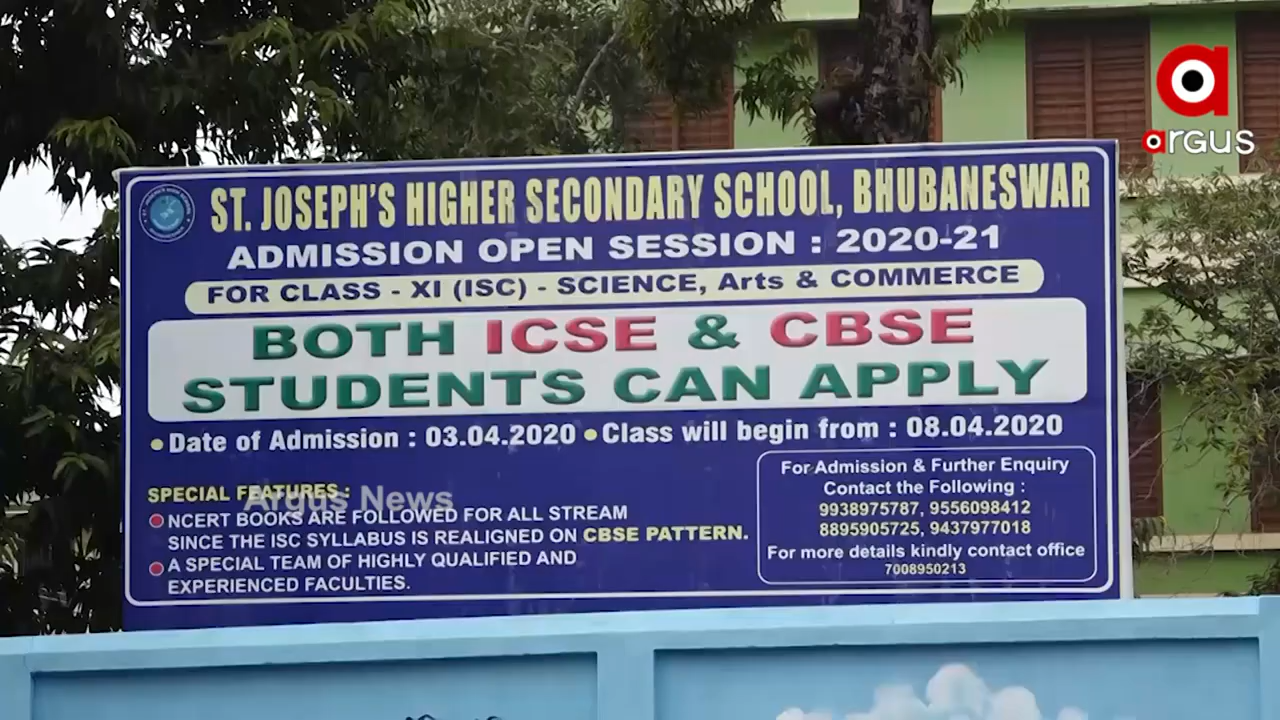 argus
ST. JOSEPH'S HIGHER SECONDARY SCHOOL, BHUBANESWAR
ADMISSION OPEN SESSION : 2020-21
FOR CLASS - XI (ISC) - SCIENCE, Arts & COMMERCE
BOTH ICSE & CBSE
STUDENTS CAN APPLY
• Date of Admission : 03.04.2020 • Class will begin from : 08.04.2020
SPECIAL FEATURES :
Argus News
NCERT BOOKS ARE FOLLOWED FOR ALL STREAM
SINCE THE ISC SYLLABUS IS REALIGNED ON CBSE PATTERN.
A SPECIAL TEAM OF HIGHLY QUALIFIED AND
EXPERIENCED FACULTIES.
For Admission & Further Enquiry
Contact the Following :
9938975787, 9556098412
8895905725, 9437977018
For more details kindly contact office
7008950213